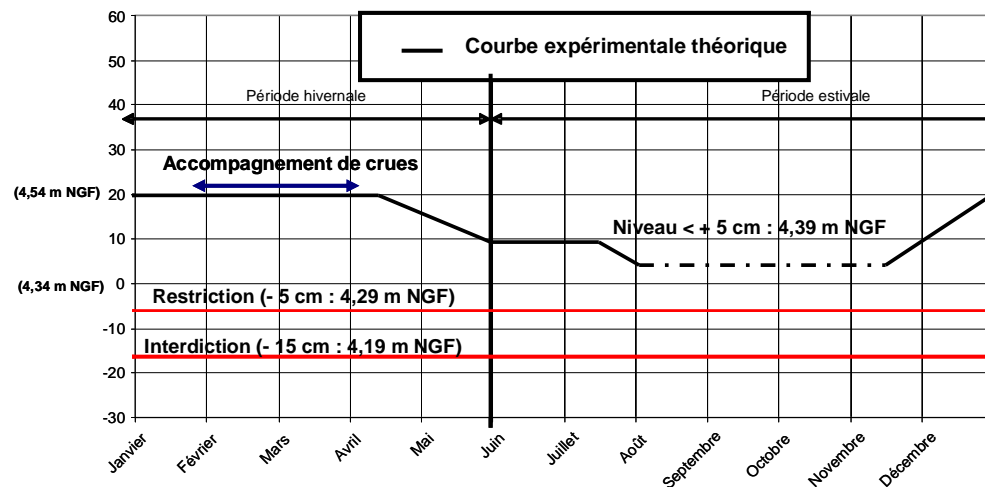 Courbe expérimentale théorique
Période hivernale
Période estivale
Accompagnement de crues
Niveau < + 5 cm : 4,39 m NGF
Restriction (- 5 cm : 4,29 m NGF)
Interdiction (- 15 cm : 4,19 m NGF)
60
50
40
30
(4,54 m NGF) 20
10
(4,34 m NGF) 0
-10
-20
-30
Janvier
Février
Mars
Avril
Mai
Juin
Juillet
Août
Septembre
Octobre
Novembre
Décembre